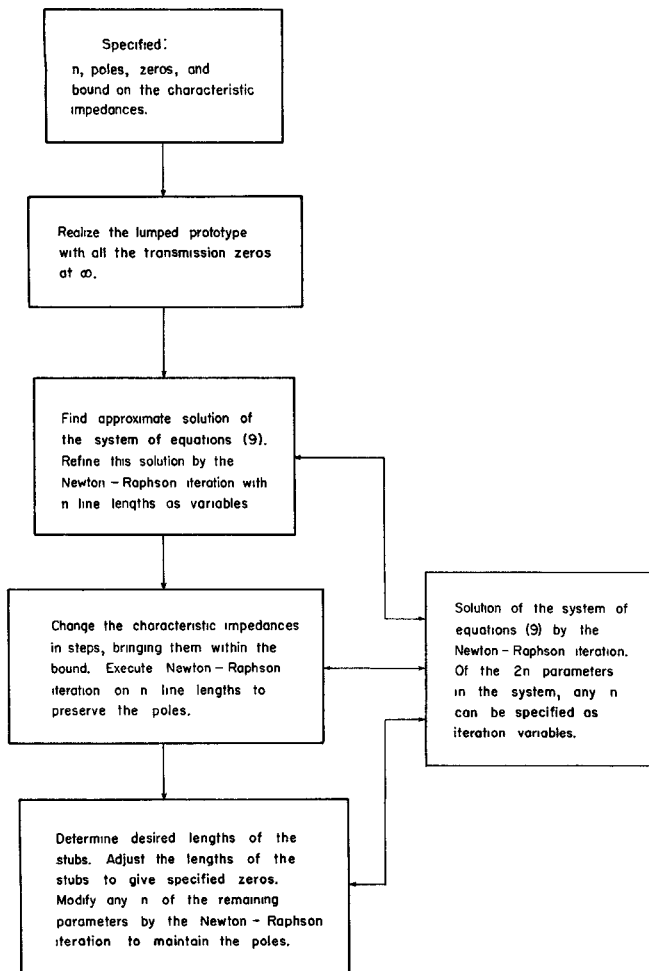 Specified:
n, poles, zeros, and
bound on the characteristic
impedances.
Realize the lumped prototype
with all the transmission zeros
at ∞.
Find approximate solution of
the system of equations (9).
Refine this solution by the
Newton-Raphson iteration with
n line lengths as variables
Change the characteristic impedances
in steps, bringing them within the
bound. Execute Newton-Raphson
iteration on n line lengths to
preserve the poles.
Solution of the system of
equations (9) by the
Newton-Raphson iteration.
Of the 2n parameters
in the system, any n
can be specified as
iteration variables.
Determine desired lengths of the
stubs. Adjust the lengths of the
stubs to give specified zeros.
Modify any n of the remaining
parameters by the Newton-Raphson
iteration to maintain the poles.